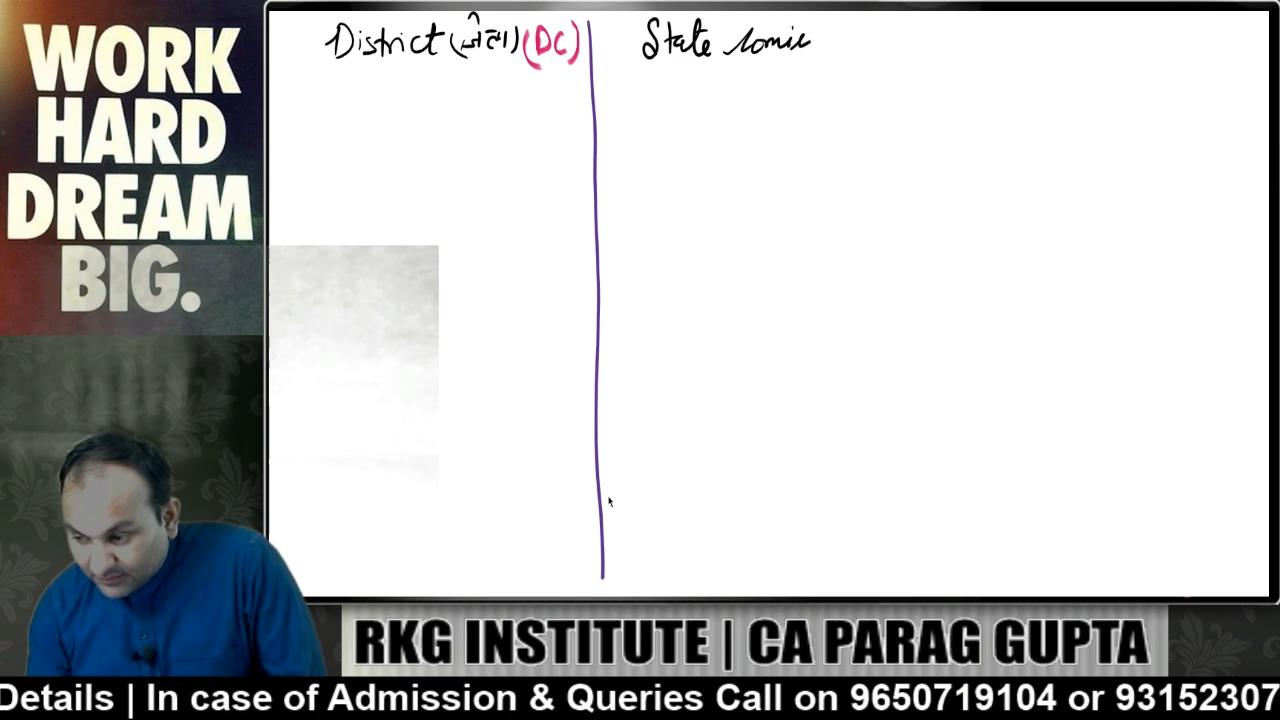 WORK
HARD
DREAM
BIG.
District (जिला) (DC)
State
RKG INSTITUTE | CA PARAG GUPTA
Details | In case of Admission & Queries Call on 9650719104 or 93152307